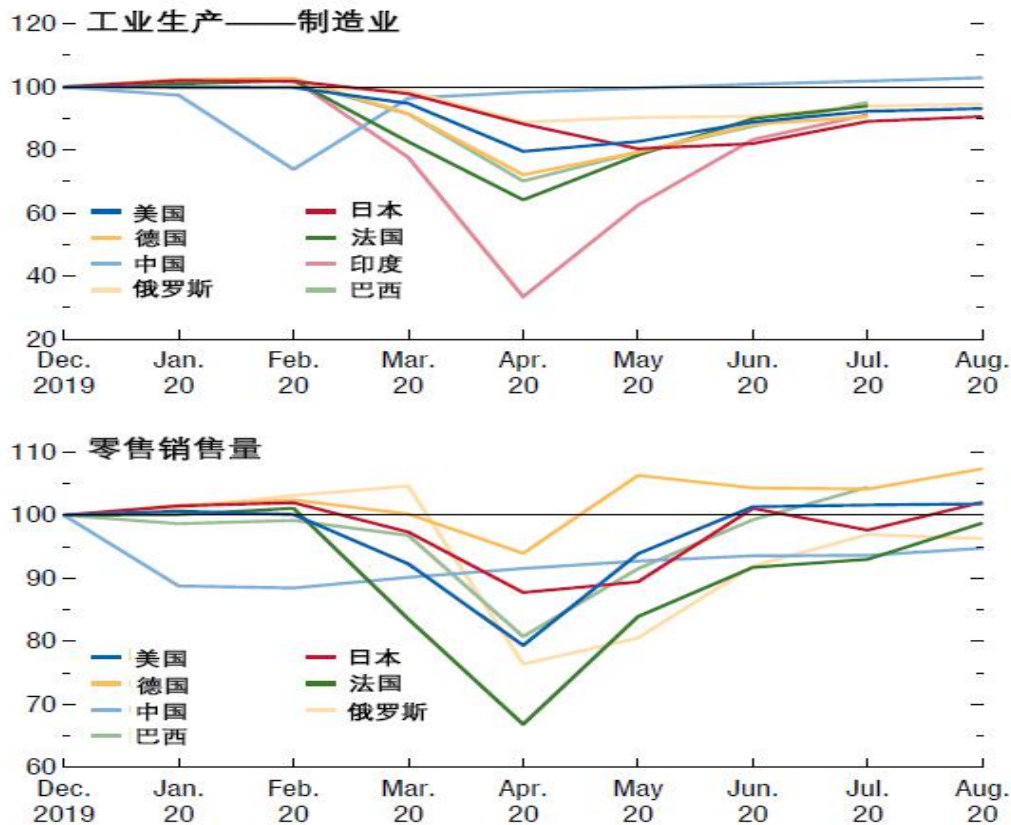 工业生产——制造业
120
100
80
60
40
20
美国 日本
德国 法国
中国 印度
俄罗斯 巴西
Dec. Jan. Feb. Mar. Apr. May Jun. Jul. Aug.
2019 20 20 20 20 20 20 20 20
零售销售量
110
100
90
80
70
60
美国 日本
德国 法国
中国 俄罗斯
巴西
Dec. Jan. Feb. Mar. Apr. May Jun. Jul. Aug.
2019 20 20 20 20 20 20 20 20